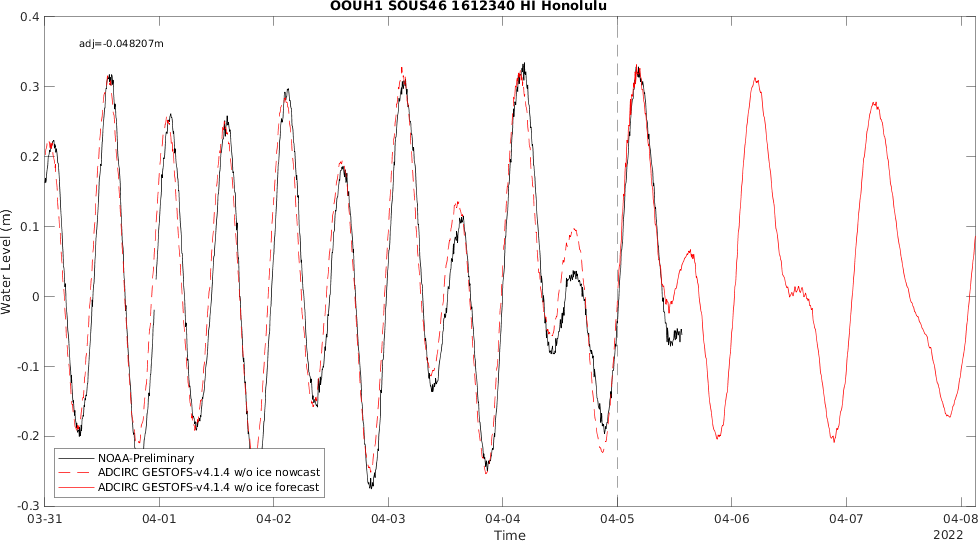 OOUH1 SOUS46 1612340 HI Honolulu
adj=-0.048207m
0.4
0.3
0.2
0.1
0
-0.1
-0.2
-0.3
Water Level (m)
NOAA-Preliminary
ADCIRC GESTOFS-v4.1.4 w/o ice nowcast
ADCIRC GESTOFS-v4.1.4 w/o ice forecast
03-31 04-01 04-02 04-03 04-04 04-05 04-06 04-07 04-08
Time
2022